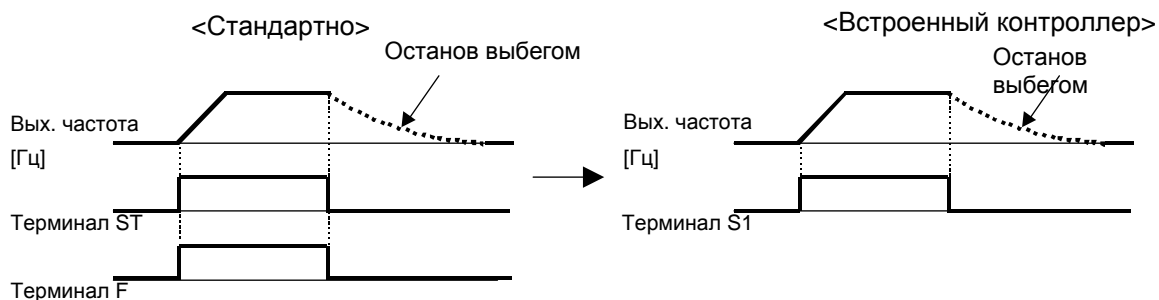 <Стандартно>
Останов выбегом
Вых. частота
[Гц]
Терминал ST
Терминал F
<Встроенный контроллер>
Останов
выбегом
Вых. частота
[Гц]
Терминал S1